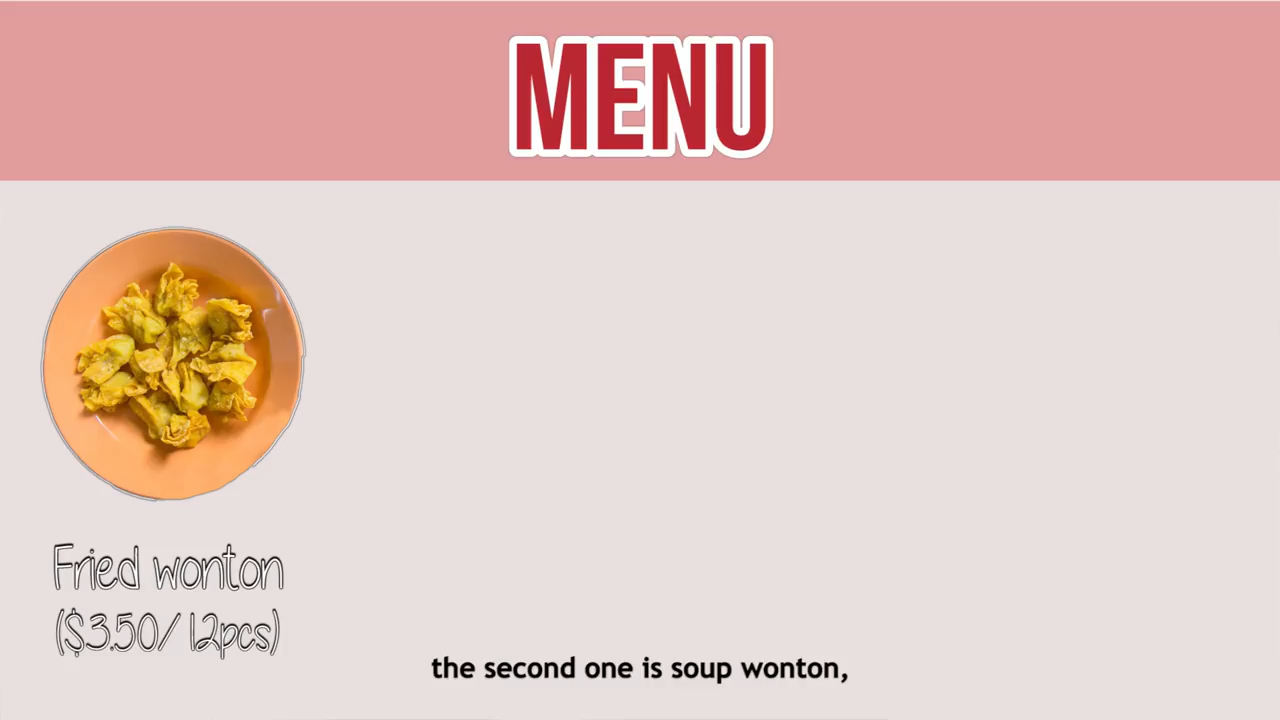 MENU
Fried wonton
($3.50/ 12pcs)
the second one is soup wonton,